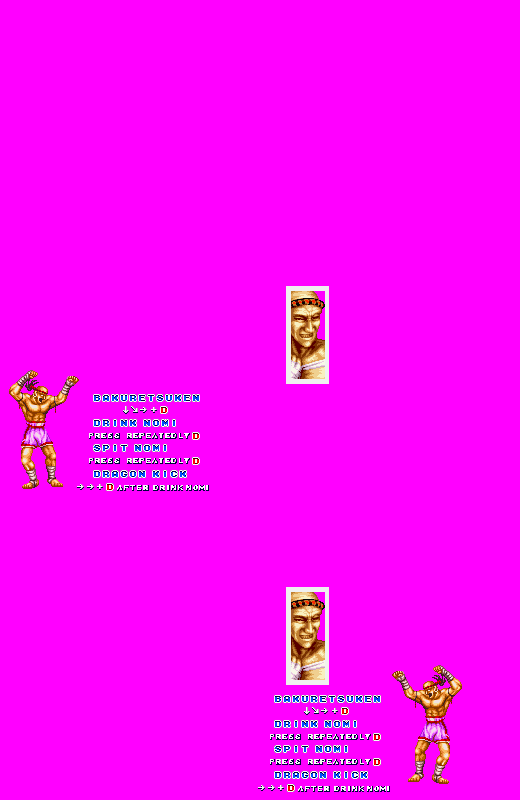 BAKURETSUKEN
↓↘→+D
DRINK NOMI
PRESS REPEATEDLY D
SPIT NOMI
PRESS REPEATEDLY D
DRAGON KICK
→→+D AFTER DRINK NOMI
BAKURETSUKEN
↓↘→+D
DRINK NOMI
PRESS REPEATEDLY D
SPIT NOMI
PRESS REPEATEDLY D
DRAGON KICK
→→+D AFTER DRINK NOMI